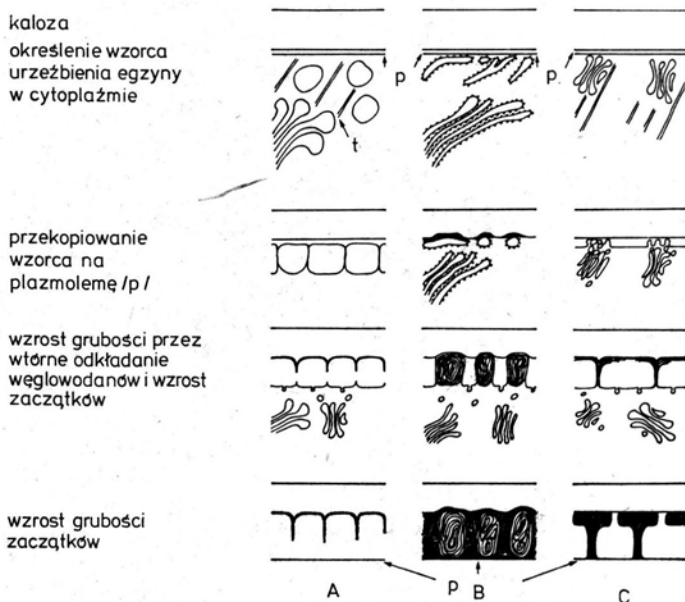 kaloza
określenie wzorca
urzeźbienia egzyny
w cytoplaźmie
p
p
t
przekopiowanie
wzorca na
plazmolemę /p/
wzrost grubości przez
wtórne odkładanie
węglowodanów i wzrost
zaczątków
wzrost grubości
zaczątków
A
p
B
C